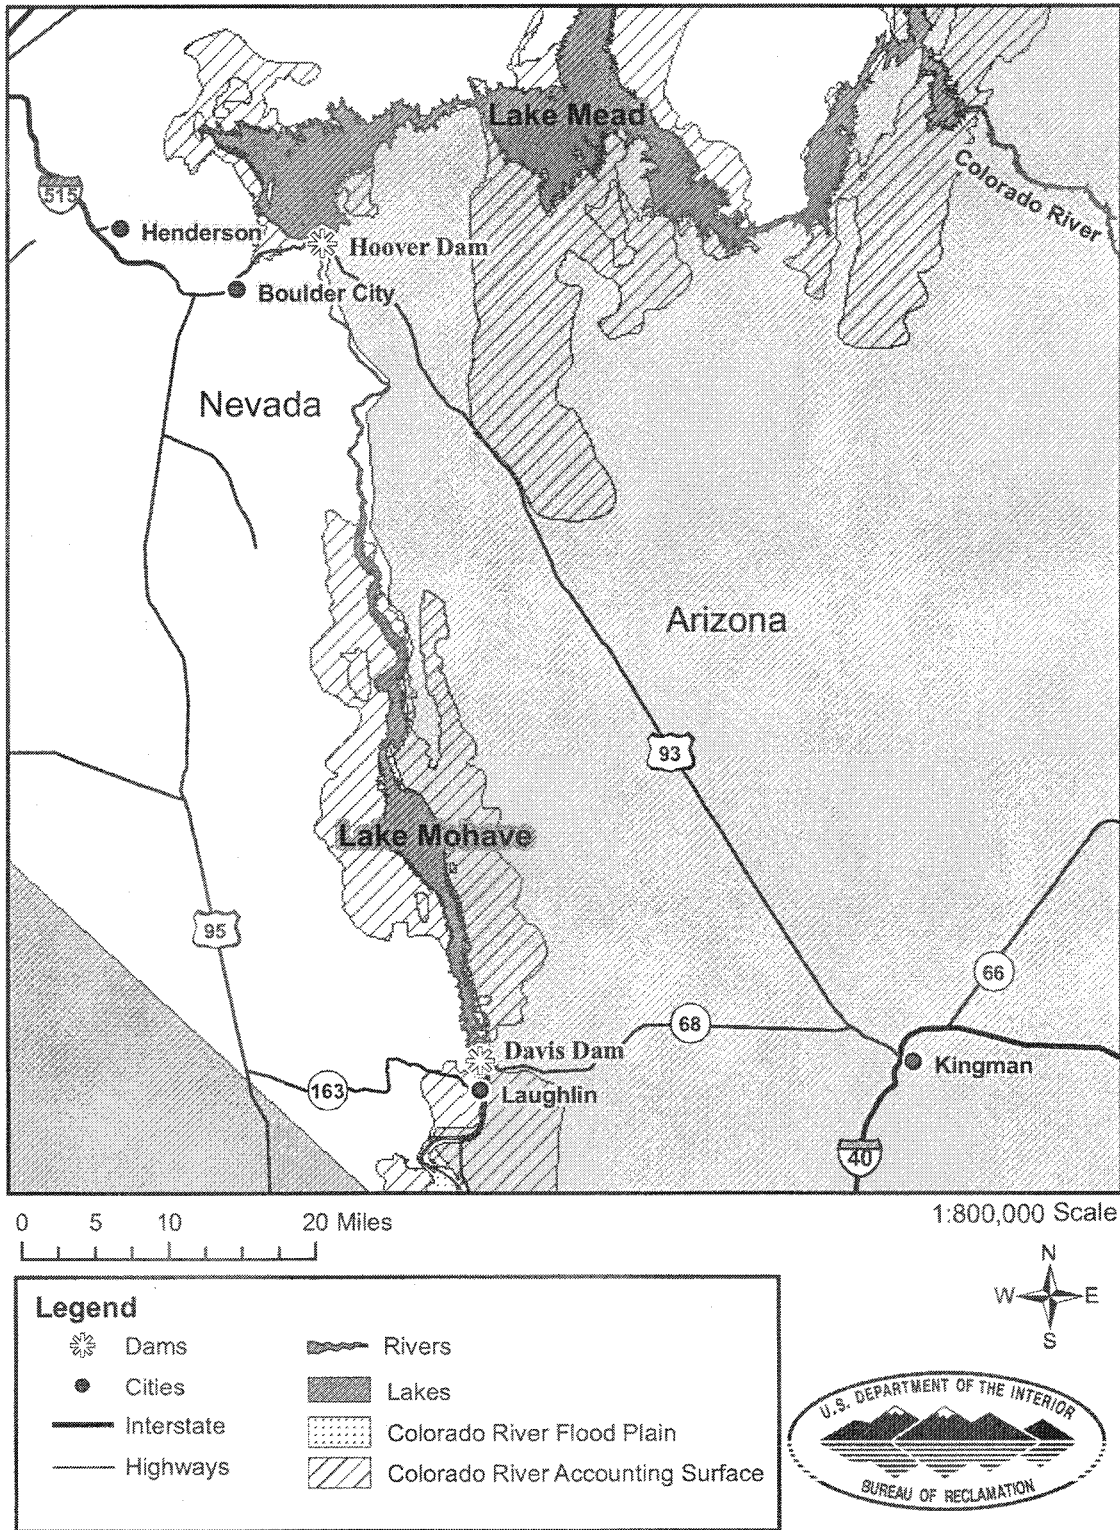 Lake Mead
Colorado River
515
Henderson
Hoover Dam
Boulder City
Nevada
Arizona
93
Lake Mohave
95
66
68
Davis Dam
Kingman
163
Laughlin
40
0 5 10 20 Miles
1:800,000 Scale
N
W E
S
Legend
Dams
Cities
Interstate
Highways
Rivers
Lakes
Colorado River Flood Plain
Colorado River Accounting Surface
U.S. DEPARTMENT OF THE INTERIOR
BUREAU OF RECLAMATION